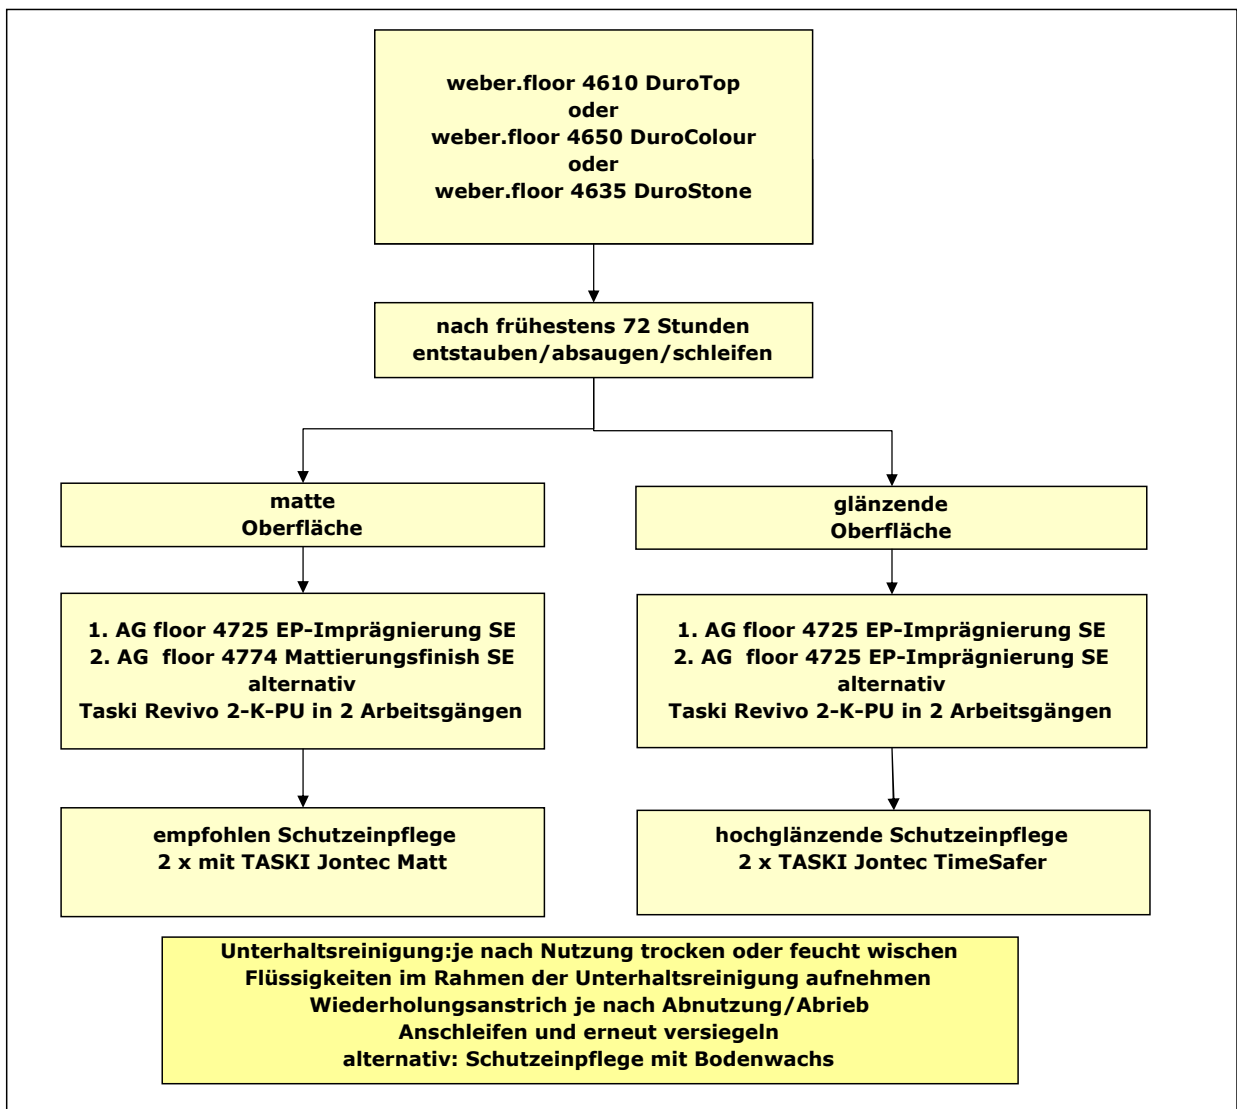 weber.floor 4610 DuroTop
oder
weber.floor 4650 DuroColour
oder
weber.floor 4635 DuroStone
nach frühestens 72 Stunden
entstauben/absaugen/schleifen
matte
Oberfläche
glänzende
Oberfläche
1. AG floor 4725 EP-Imprägnierung SE
2. AG  floor 4774 Mattierungsfinish SE
alternativ
Taski Revivo 2-K-PU in 2 Arbeitsgängen
1. AG floor 4725 EP-Imprägnierung SE
2. AG  floor 4725 EP-Imprägnierung SE
alternativ
Taski Revivo 2-K-PU in 2 Arbeitsgängen
empfohlen Schutzeinpflege
2 x mit TASKI Jontec Matt
hochglänzende Schutzeinpflege
2 x TASKI Jontec TimeSafer
Unterhaltsreinigung:je nach Nutzung trocken oder feucht wischen
Flüssigkeiten im Rahmen der Unterhaltsreinigung aufnehmen
Wiederholungsanstrich je nach Abnutzung/Abrieb
Anschleifen und erneut versiegeln
alternativ: Schutzeinpflege mit Bodenwachs